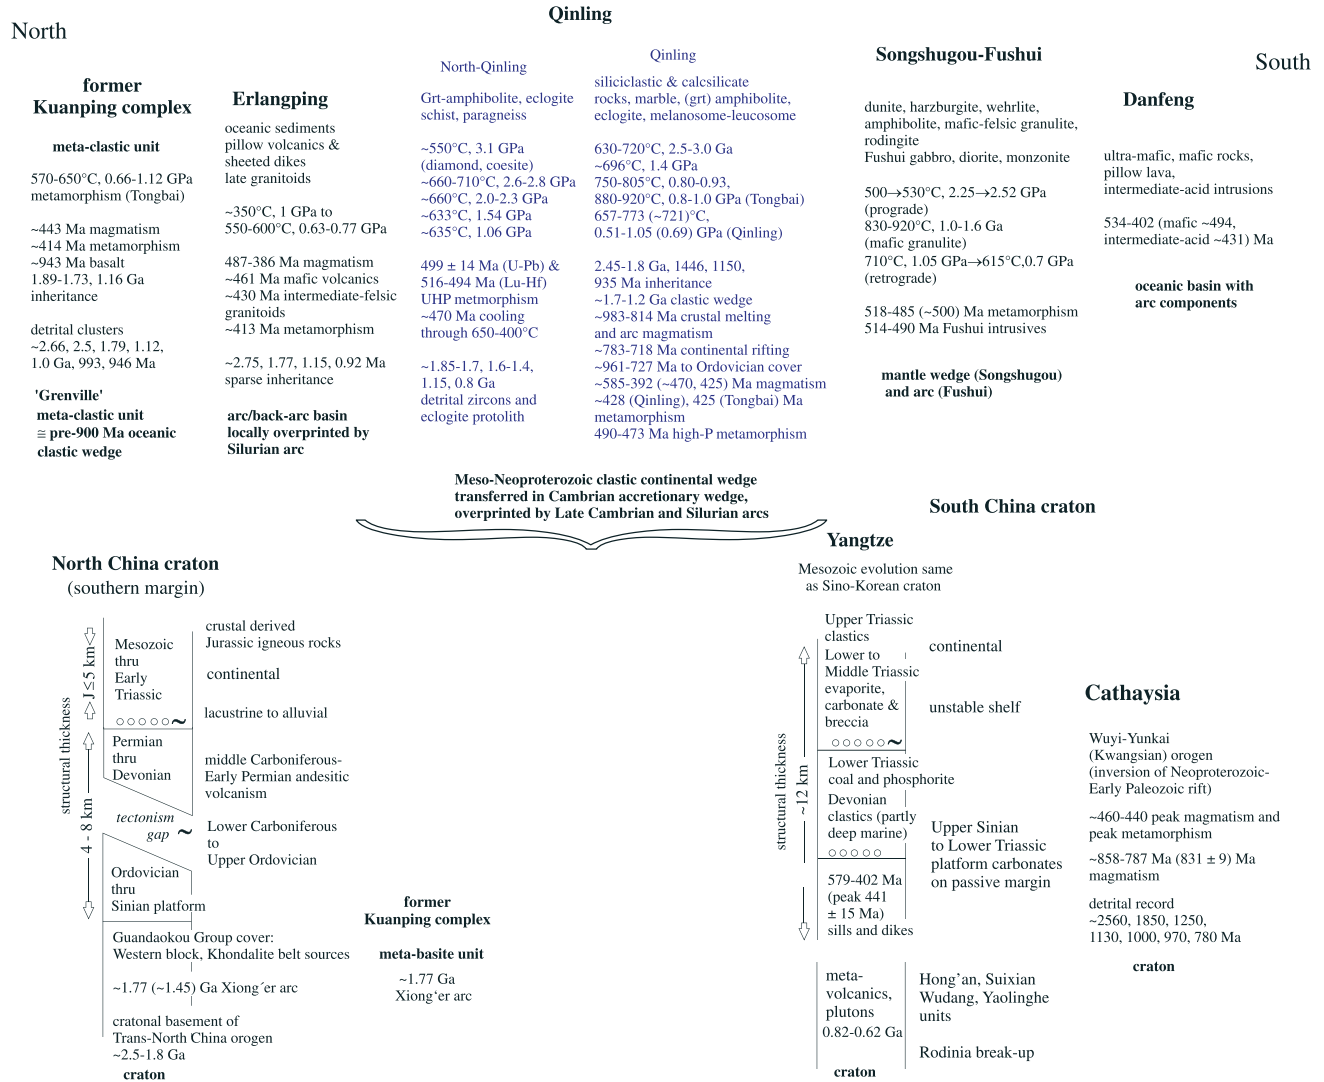 Qinling
North
South
former
Kuanping complex
meta-clastic unit
570-650°C, 0.66-1.12 GPa
metamorphism (Tongbai)
~443 Ma magmatism
~414 Ma metamorphism
~943 Ma basalt
1.89-1.73, 1.16 Ga
inheritance
detrital clusters
~2.66, 2.5, 1.79, 1.12,
1.0 Ga, 993, 946 Ma
'Grenville'
meta-clastic unit
≅ pre-900 Ma oceanic
clastic wedge
Erlangping
oceanic sediments
pillow volcanics &
sheeted dikes
late granitoids
~350°C, 1 GPa to
550-600°C, 0.63-0.77 GPa
487-386 Ma magmatism
~461 Ma mafic volcanics
~430 Ma intermediate-felsic
granitoids
~413 Ma metamorphism
~2.75, 1.77, 1.15, 0.92 Ma
sparse inheritance
arc/back-arc basin
locally overprinted by
Silurian arc
North-Qinling
Grt-amphibolite, eclogite
schist, paragneiss
~550°C, 3.1 GPa
(diamond, coesite)
~660-710°C, 2.6-2.8 GPa
~660°C, 2.0-2.3 GPa
~633°C, 1.54 GPa
~635°C, 1.06 GPa
499 ± 14 Ma (U-Pb) &
516-494 Ma (Lu-Hf)
UHP metmorphism
~470 Ma cooling
through 650-400°C
~1.85-1.7, 1.6-1.4,
1.15, 0.8 Ga
detrital zircons and
eclogite protolith
Qinling
siliciclastic & calcsilicate
rocks, marble, (grt) amphibolite,
eclogite, melanosome-leucosome
630-720°C, 2.5-3.0 Ga
~696°C, 1.4 GPa
750-805°C, 0.80-0.93,
880-920°C, 0.8-1.0 GPa (Tongbai)
657-773 (~721)°C,
0.51-1.05 (0.69) GPa (Qinling)
2.45-1.8 Ga, 1446, 1150,
935 Ma inheritance
~1.7-1.2 Ga clastic wedge
~983-814 Ma crustal melting
and arc magmatism
~783-718 Ma continental rifting
~961-727 Ma to Ordovician cover
~585-392 (~470, 425) Ma magmatism
~428 (Qinling), 425 (Tongbai) Ma
metamorphism
490-473 Ma high-P metamorphism
Songshugou-Fushui
dunite, harzburgite, wehrlite,
amphibolite, mafic-felsic granulite,
rodingite
Fushui gabbro, diorite, monzonite
500→530°C, 2.25→2.52 GPa
(prograde)
830-920°C, 1.0-1.6 Ga
(mafic granulite)
710°C, 1.05 GPa→615°C,0.7 GPa
(retrograde)
518-485 (~500) Ma metamorphism
514-490 Ma Fushui intrusives
mantle wedge (Songshugou)
and arc (Fushui)
Danfeng
ultra-mafic, mafic rocks,
pillow lava,
intermediate-acid intrusions
534-402 (mafic ~494,
intermediate-acid ~431) Ma
oceanic basin with
arc components
Meso-Neoproterozoic clastic continental wedge
transferred in Cambrian accretionary wedge,
overprinted by Late Cambrian and Silurian arcs
North China craton
(southern margin)
structural thickness
J ≤ 5 km
4 - 8 km
Mesozoic
thru
Early
Triassic
crustal derived
Jurassic igneous rocks
continental
lacustrine to alluvial
Permian
thru
Devonian
middle Carboniferous-
Early Permian andesitic
volcanism
tectonism
gap
~
Lower Carboniferous
to
Upper Ordovician
Ordovician
thru
Sinian platform
Guandaokou Group cover:
Western block, Khondalite belt sources
~1.77 (~1.45) Ga Xiong´er arc
cratonal basement of
Trans-North China orogen
~2.5-1.8 Ga
craton
former
Kuanping complex
meta-basite unit
~1.77 Ga
Xiong‘er arc
South China craton
Yangtze
Mesozoic evolution same
as Sino-Korean craton
structural thickness
~12 km
Upper Triassic
clastics
Lower to
Middle Triassic
evaporite,
carbonate &
breccia
continental
unstable shelf
Lower Triassic
coal and phosphorite
Devonian
clastics (partly
deep marine)
Upper Sinian
to Lower Triassic
platform carbonates
on passive margin
579-402 Ma
(peak 441
± 15 Ma)
sills and dikes
meta-
volcanics,
plutons
0.82-0.62 Ga
Hong’an, Suixian
Wudang, Yaolinghe
units
Rodinia break-up
craton
Cathaysia
Wuyi-Yunkai
(Kwangsian) orogen
(inversion of Neoproterozoic-
Early Paleozoic rift)
~460-440 peak magmatism and
peak metamorphism
~858-787 Ma (831 ± 9) Ma
magmatism
detrital record
~2560, 1850, 1250,
1130, 1000, 970, 780 Ma
craton